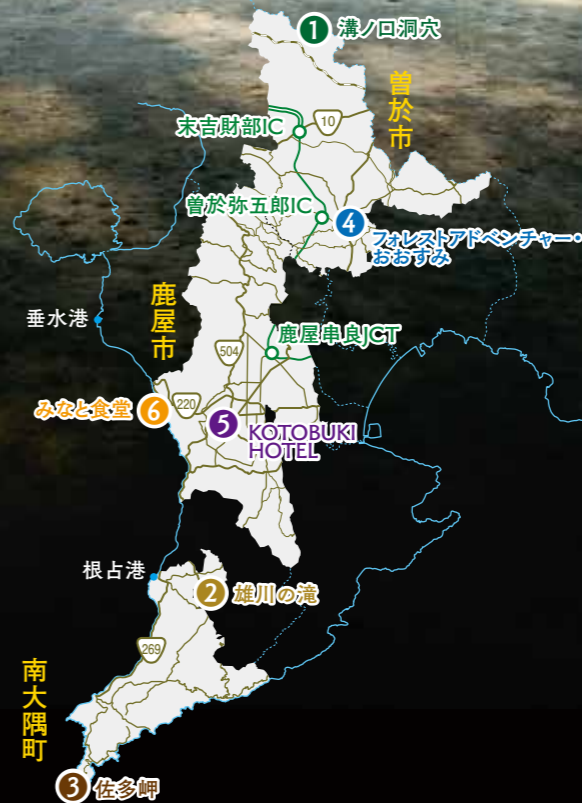 1 溝ノ口洞穴
曽於市
10
末吉財部IC
曽於弥五郎IC
4 フォレストアドベンチャー・
おおすみ
垂水港
鹿屋市
504
鹿屋串良JCT
みなと食堂 6
220
5 KOTOBUKI
HOTEL
根占港
2 雄川の滝
269
南大隅町
3 佐多岬